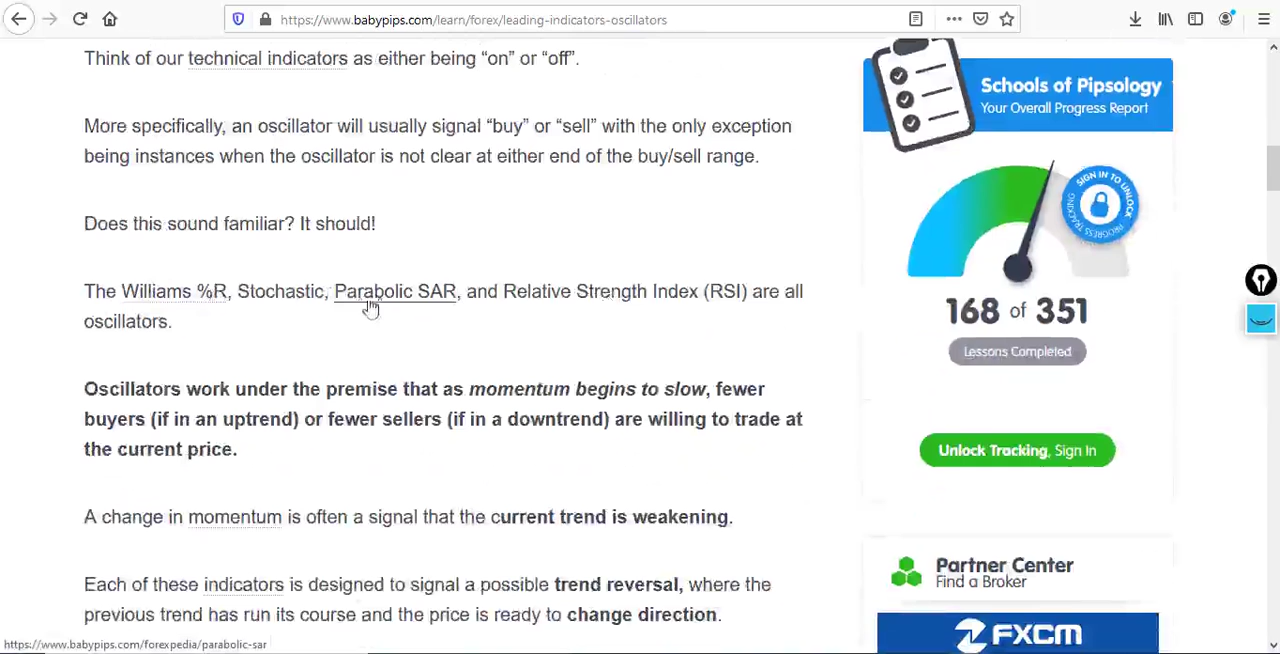 https://www.babypips.com/learn/forex/leading-indicators-oscillators
Think of our technical indicators as either being “on” or “off”.
More specifically, an oscillator will usually signal “buy” or “sell” with the only exception
being instances when the oscillator is not clear at either end of the buy/sell range.
Does this sound familiar? It should!
The Williams %R, Stochastic, Parabolic SAR, and Relative Strength Index (RSI) are all
oscillators.
Oscillators work under the premise that as momentum begins to slow, fewer
buyers (if in an uptrend) or fewer sellers (if in a downtrend) are willing to trade at
the current price.
A change in momentum is often a signal that the current trend is weakening.
Each of these indicators is designed to signal a possible trend reversal, where the
previous trend has run its course and the price is ready to change direction.
https://www.babypips.com/forexpedia/parabolic-sar
Schools of Pipsology
Your Overall Progress Report
SIGN IN TO UNLOCK
PROGRESS TRACKING
168 of 351
Lessons Completed
Unlock Tracking, Sign In
Partner Center
Find a Broker
FXCM